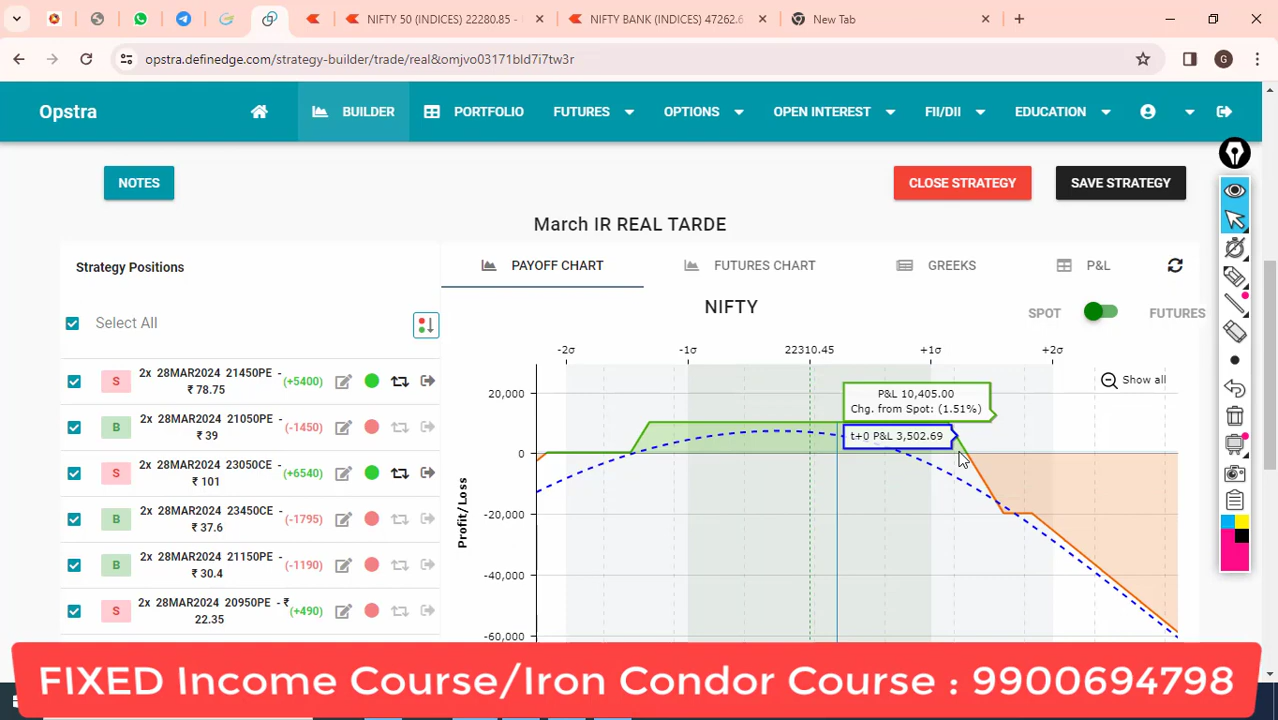 NIFTY 50 (INDICES) 22280.85 -
NIFTY BANK (INDICES) 47262.6
New Tab
opstra.definedge.com/strategy-builder/trade/real&omjvo03171bld7i7tw3r
G
Opstra
BUILDER
PORTFOLIO
FUTURES
OPTIONS
OPEN INTEREST
FII/DII
EDUCATION
NOTES
CLOSE STRATEGY
SAVE STRATEGY
March IR REAL TARDE
Strategy Positions
PAYOFF CHART
FUTURES CHART
GREEKS
P&L
Select All
NIFTY
SPOT
FUTURES
-2σ
-1σ
22310.45
+1σ
+2σ
Show all
S
2x 28MAR2024 21450PE -
₹ 78.75
(+5400)
B
2x 28MAR2024 21050PE -
₹ 39
(-1450)
S
2x 28MAR2024 23050CE -
₹ 101
(+6540)
B
2x 28MAR2024 23450CE -
₹ 37.6
(-1795)
B
2x 28MAR2024 21150PE -
₹ 30.4
(-1190)
S
2x 28MAR2024 20950PE - ₹
22.35
(+490)
Profit/Loss
20,000
0
-20,000
-40,000
-60,000
P&L 10,405.00
Chg. from Spot: (1.51%)
t+0 P&L 3,502.69
FIXED Income Course/Iron Condor Course : 9900694798